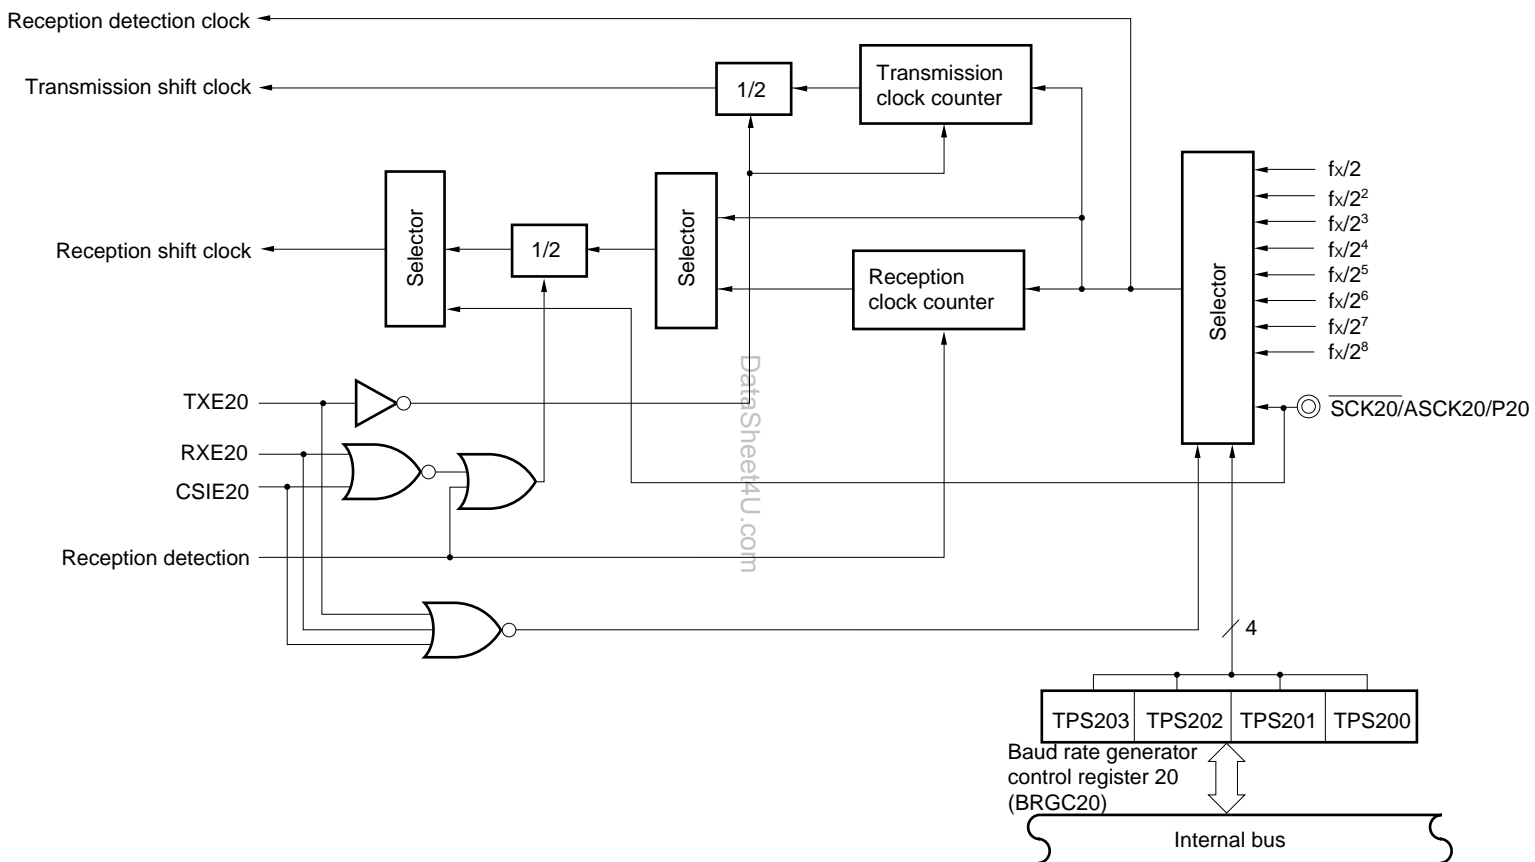 Reception detection clock
Transmission shift clock
1/2
Transmission
clock counter
Selector
Reception shift clock
1/2
Selector
Reception
clock counter
Selector
fx/2
fx/2²
fx/2³
fx/2⁴
fx/2⁵
fx/2⁶
fx/2⁷
fx/2⁸
SCK20/ASCK20/P20
TXE20
RXE20
CSIE20
Reception detection
DataSheet4U.com
4
TPS203 TPS202 TPS201 TPS200
Baud rate generator
control register 20
(BRGC20)
Internal bus